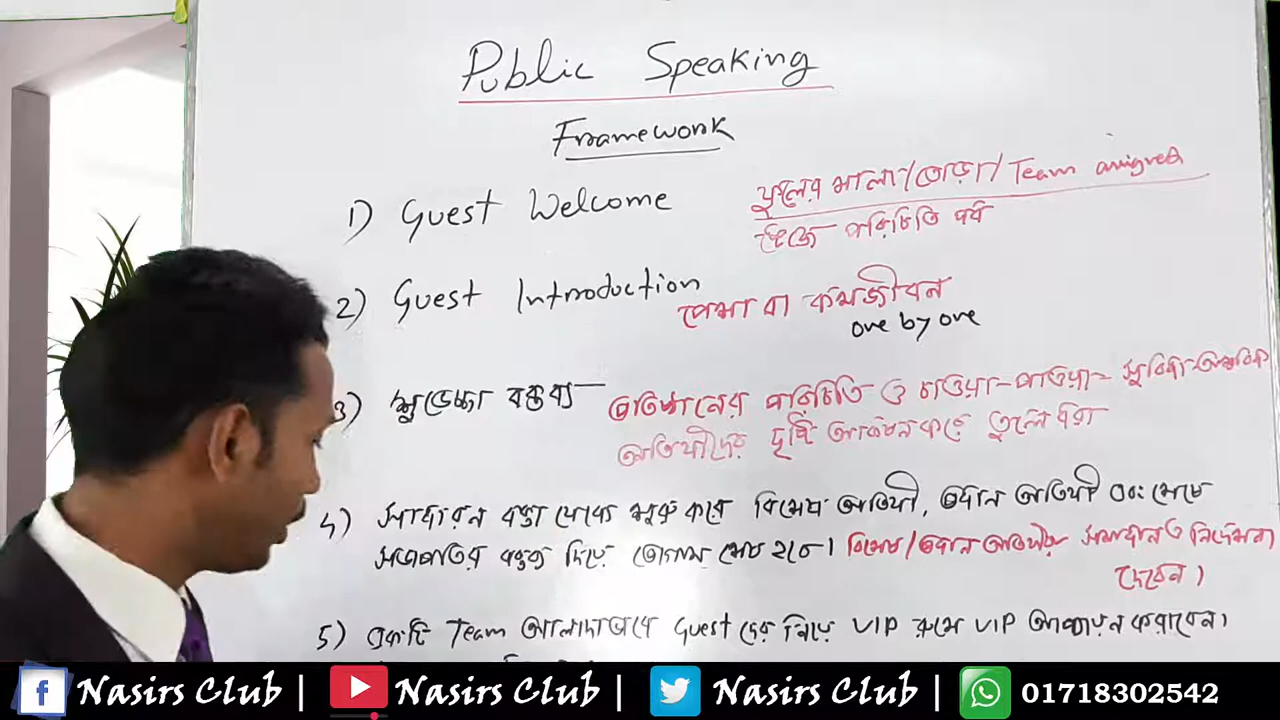 Public Speaking
Framework
1) Guest Welcome ফুলের মালা/তোড়া/Team
পরিচিতি পর্ব
2) Guest Introduction পেশা বা কর্মজীবন
one by one
৩) শুভেচ্ছা বক্তব্য প্রতিষ্ঠানের পরিচিতি ও চাওয়া-পাওয়া- সুবিধা-অসুবিধা
অতিথীদের দৃষ্টি আকর্ষন করে তুলে ধরা
4) সাধারন বক্তা থেকে শুরু করে বিশেষ অতিথী, প্রধান অতিথী এবং শেষে
সভাপতির বক্তব্য দিয়ে প্রোগ্রাম শেষ হবে। বিশেষ/প্রধান অতিথীরা সমাধান ও নির্দেশনা
দেবেন।
5) একটি Team আলাদাভাবে Guest দের নিয়ে VIP রুমে VIP আপ্যায়ন করাবেন।
Nasirs Club | Nasirs Club | Nasirs Club | 01718302542